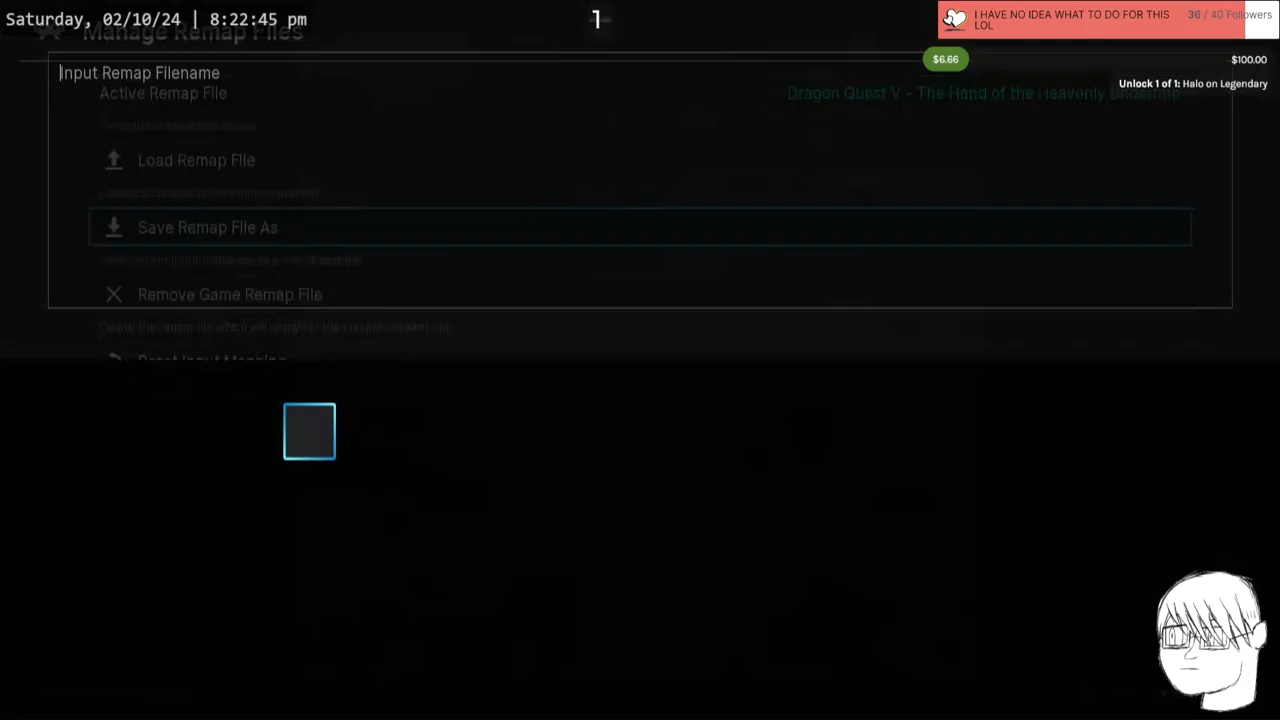 Saturday, 02/10/24 | 8:22:45 pm
1
I HAVE NO IDEA WHAT TO DO FOR THIS LOL
36 / 40 Followers
Manage Remap Files
$6.66
$100.00
Input Remap Filename
Unlock 1 of 1: Halo on Legendary
Active Remap File
Dragon Quest V - The Hand of the Heavenly
Load Remap File
Save Remap File As
Remove Game Remap File
Reset Input Mapping